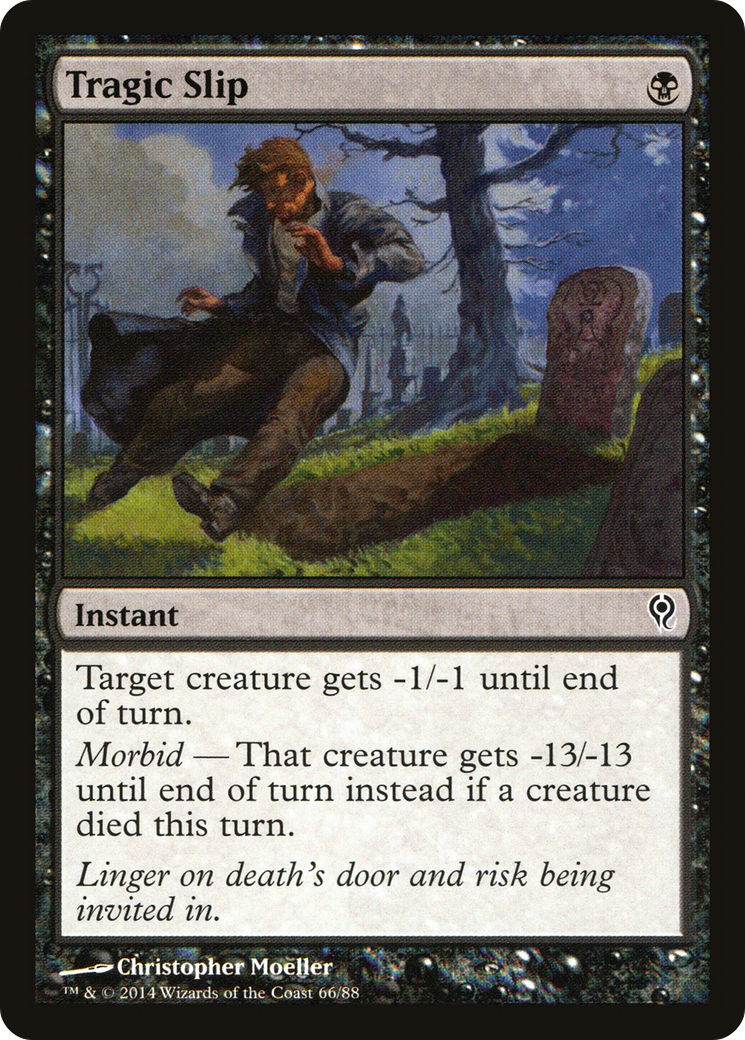 Tragic Slip
Instant
Target creature gets -1/-1 until end
of turn.
Morbid — That creature gets -13/-13
until end of turn instead if a creature
died this turn.
Linger on death's door and risk being
invited in.
Christopher Moeller
™ & © 2014 Wizards of the Coast 66/88